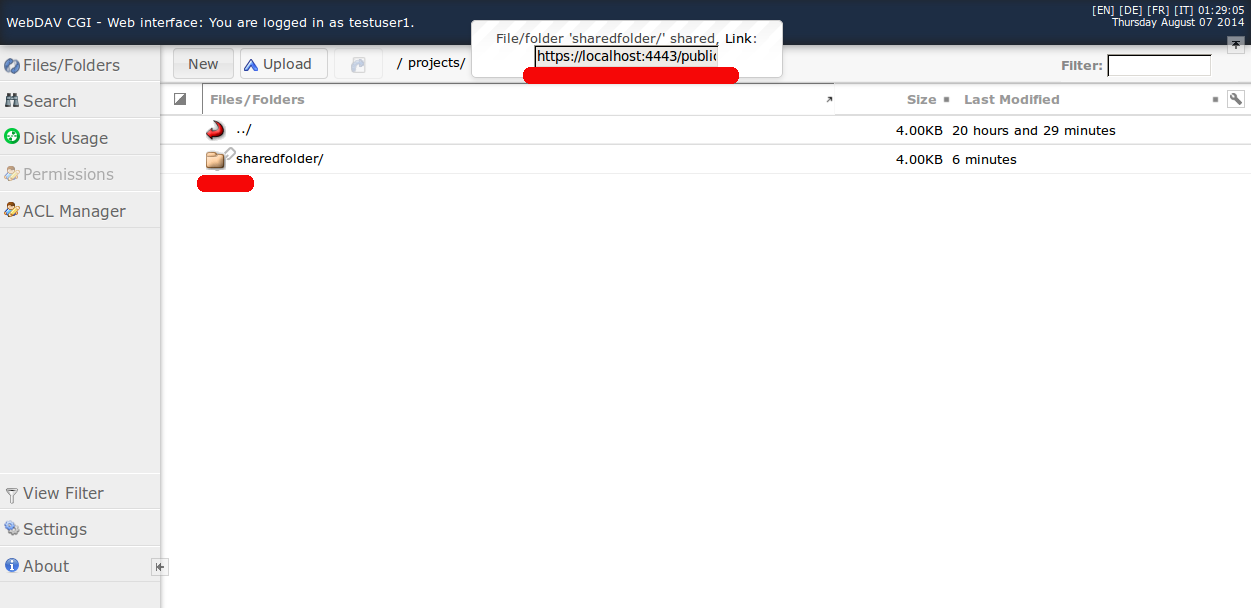 WebDAV CGI - Web interface: You are logged in as testuser1.
[EN] [DE] [FR] [IT] 01:29:05
Thursday August 07 2014
File/folder 'sharedfolder/' shared, Link:
https://localhost:4443/public
Files/Folders
New
Upload
/ projects/
Filter:
Search
Files/Folders
Size
Last Modified
Disk Usage
../
4.00KB
20 hours and 29 minutes
sharedfolder/
4.00KB
6 minutes
Permissions
ACL Manager
View Filter
Settings
About